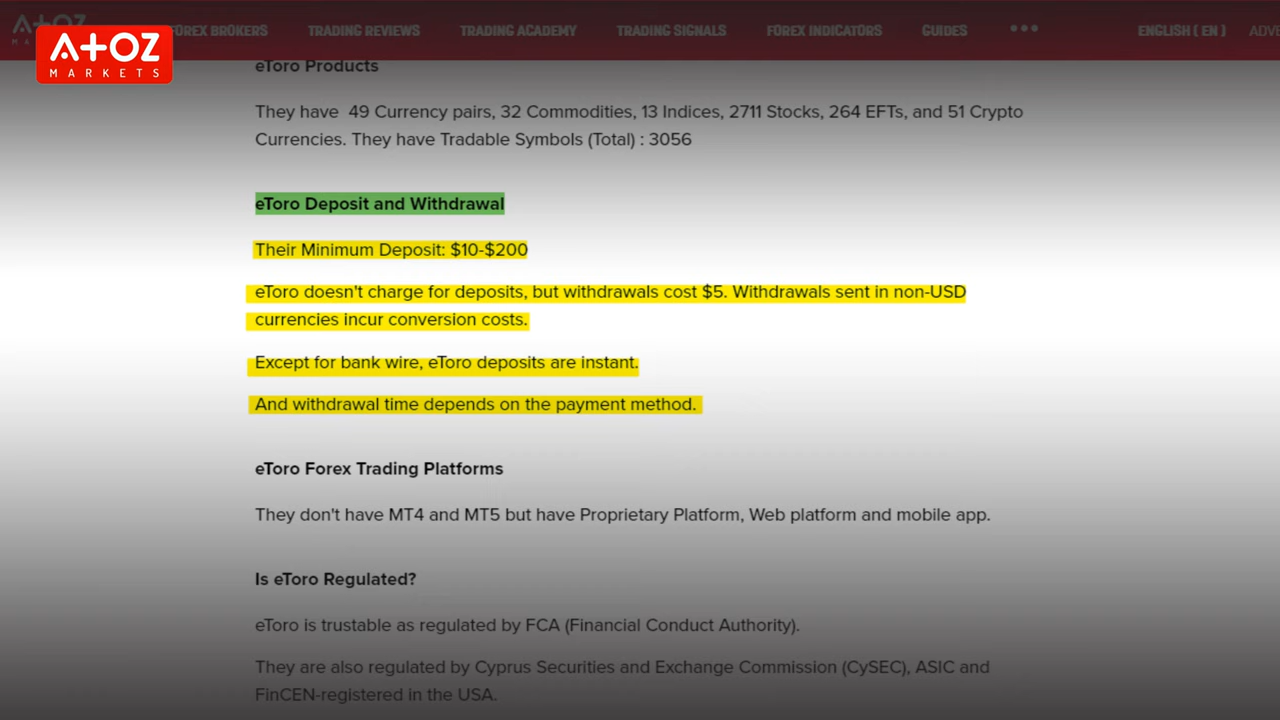 A+OZ
MARKETS
FOREX BROKERS
TRADING REVIEWS
TRADING ACADEMY
TRADING SIGNALS
FOREX INDICATORS
GUIDES
•••
ENGLISH ( EN )
eToro Products
They have 49 Currency pairs, 32 Commodities, 13 Indices, 2711 Stocks, 264 EFTs, and 51 Crypto
Currencies. They have Tradable Symbols (Total) : 3056
eToro Deposit and Withdrawal
Their Minimum Deposit: $10-$200
eToro doesn't charge for deposits, but withdrawals cost $5. Withdrawals sent in non-USD
currencies incur conversion costs.
Except for bank wire, eToro deposits are instant.
And withdrawal time depends on the payment method.
eToro Forex Trading Platforms
They don't have MT4 and MT5 but have Proprietary Platform, Web platform and mobile app.
Is eToro Regulated?
eToro is trustable as regulated by FCA (Financial Conduct Authority).
They are also regulated by Cyprus Securities and Exchange Commission (CySEC), ASIC and
FinCEN-registered in the USA.